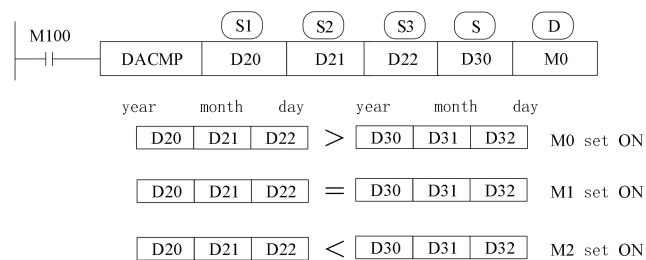 S1 S2 S3 S D
M100
DACMP D20 D21 D22 D30 M0
year month day year month day
D20 D21 D22 > D30 D31 D32 M0 set ON
D20 D21 D22 = D30 D31 D32 M1 set ON
D20 D21 D22 < D30 D31 D32 M2 set ON